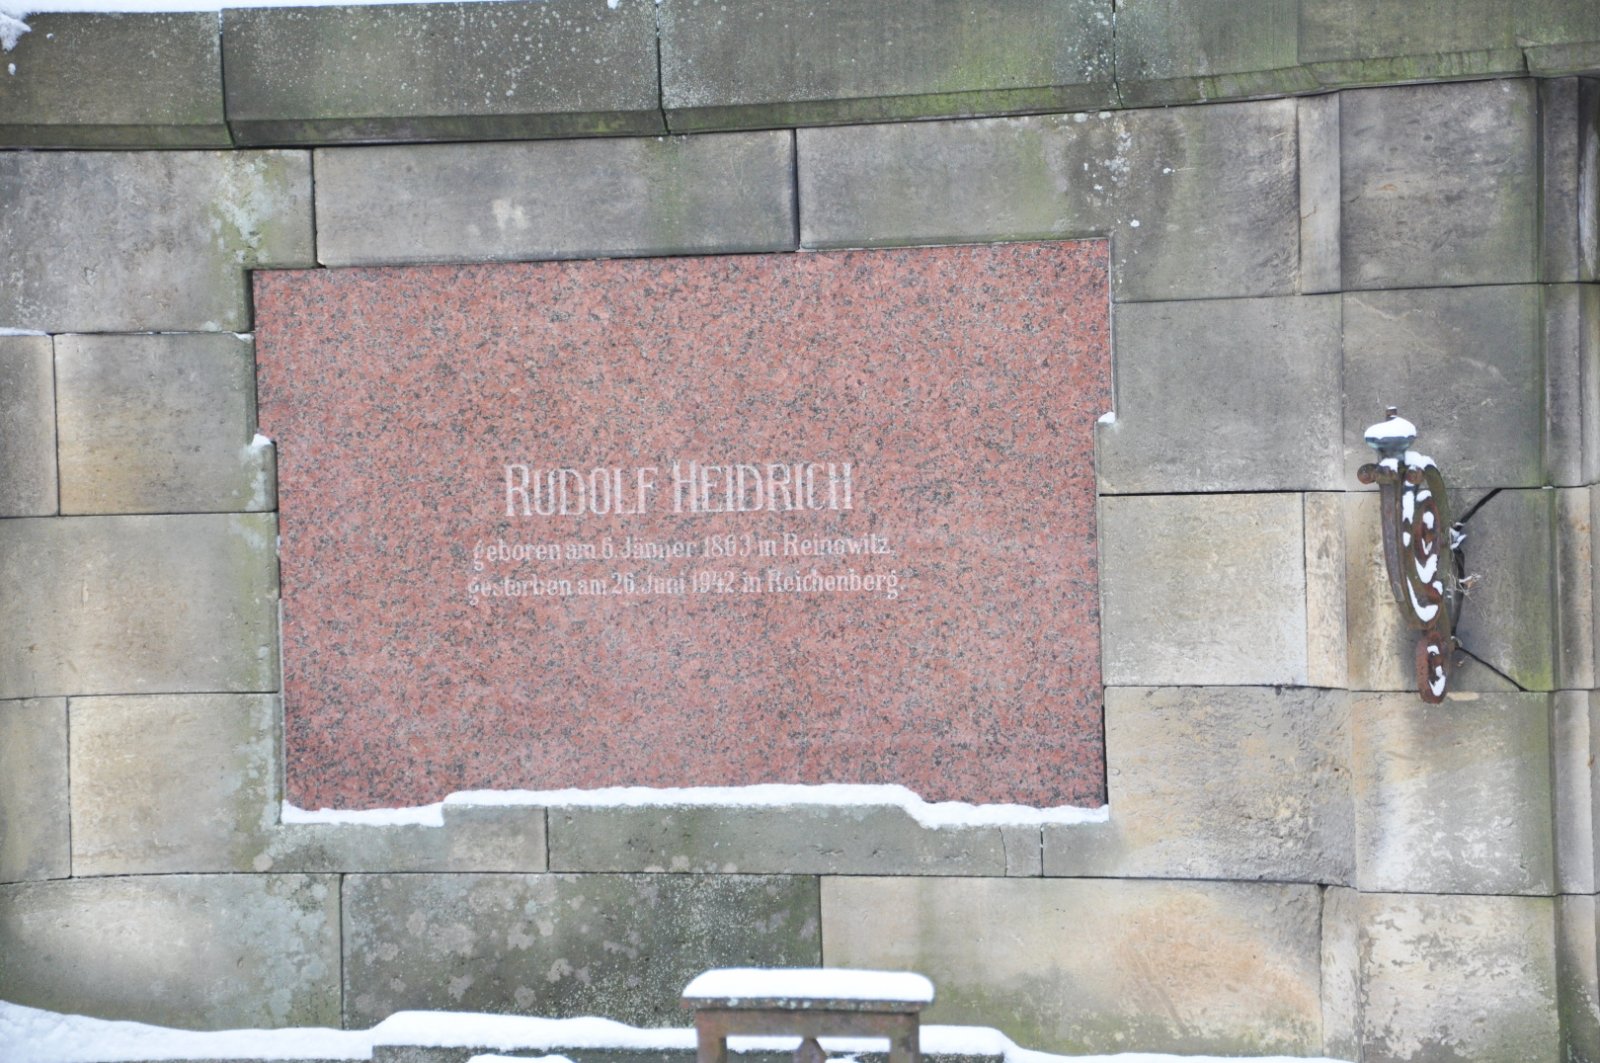 RUDOLF HEIDRICH
geboren am 6. Jänner 1863 in Reinowitz,
gestorben am 26. Juni 1942 in Reichenberg.